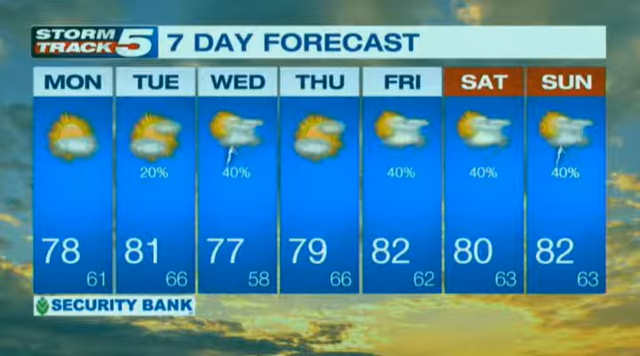 STORM TRACK 5
7 DAY FORECAST
MON TUE WED THU FRI SAT SUN
20% 40% 40% 40% 40%
78 81 77 79 82 80 82
61 66 58 66 62 63 63
SECURITY BANK